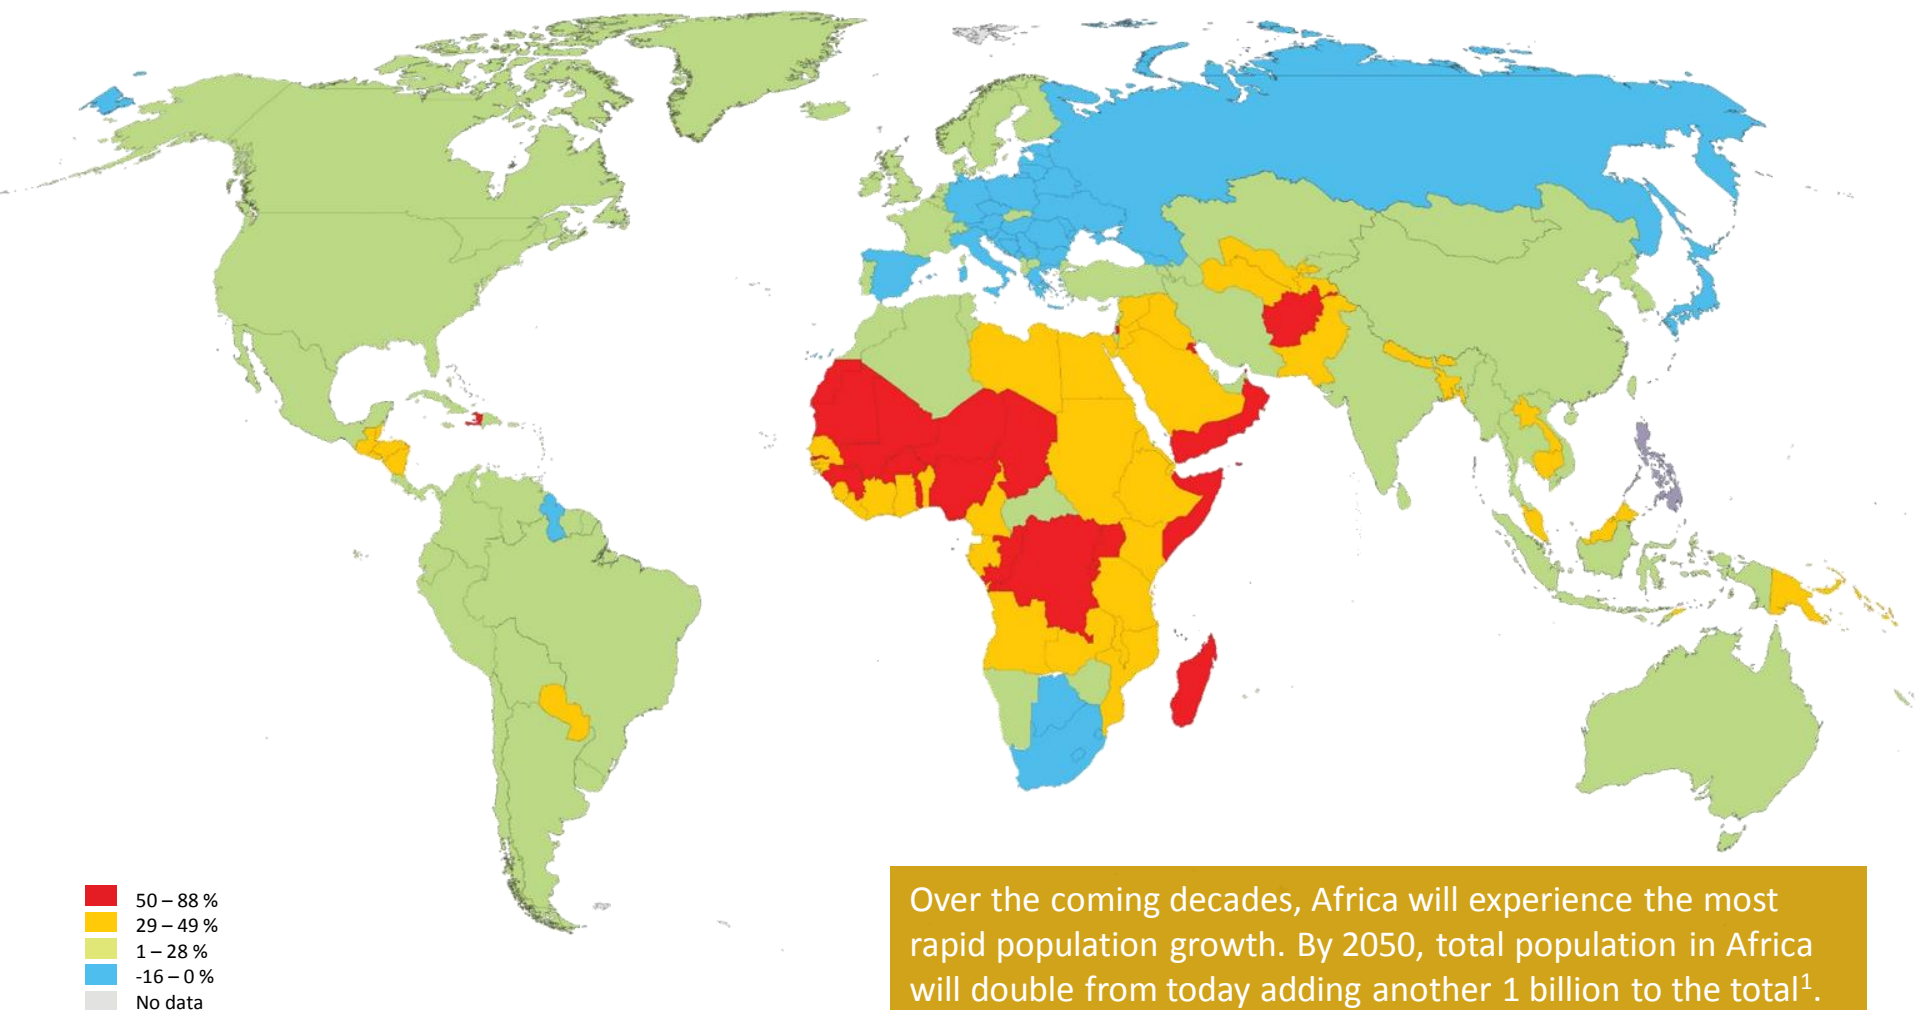 50 – 88 %
29 – 49 %
1 – 28 %
-16 – 0 %
No data
Over the coming decades, Africa will experience the most
rapid population growth. By 2050, total population in Africa
will double from today adding another 1 billion to the total¹.